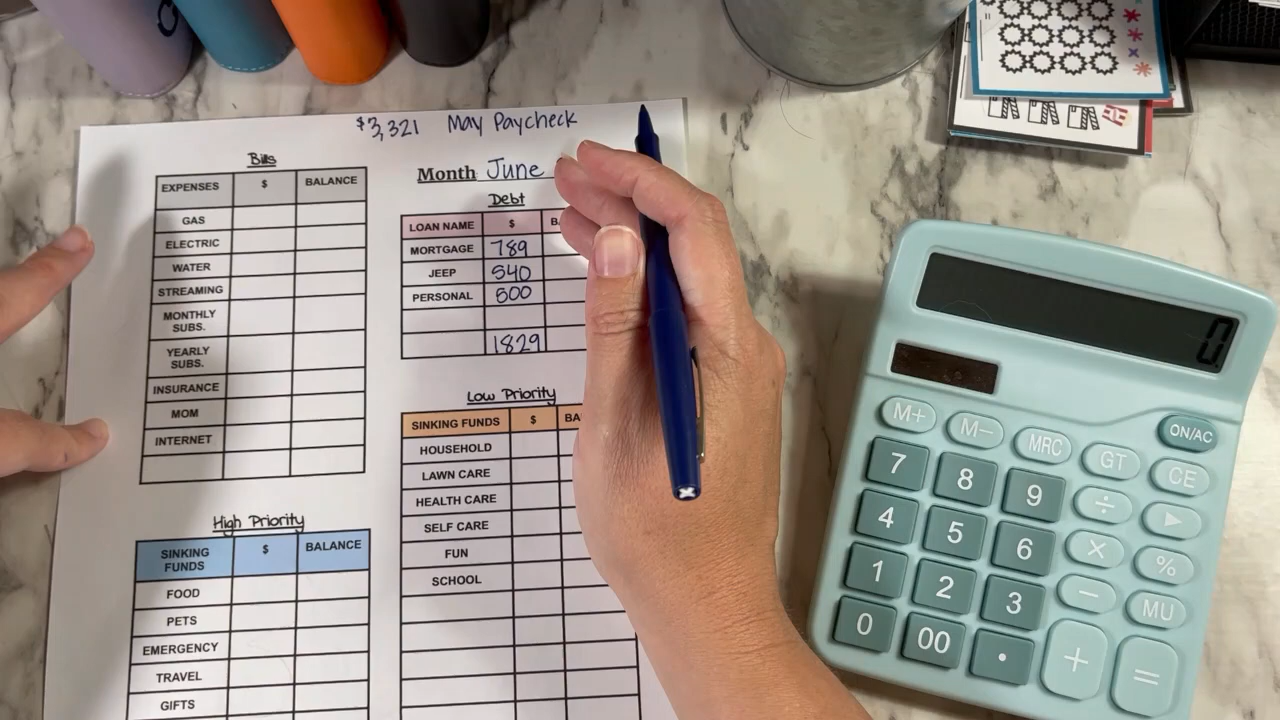 $3,321 May Paycheck
Bills
EXPENSES $ BALANCE
GAS
ELECTRIC
WATER
STREAMING
MONTHLY
SUBS.
YEARLY
SUBS.
INSURANCE
MOM
INTERNET
Month June
Debt
LOAN NAME $ BA
MORTGAGE 789
JEEP 540
PERSONAL 500
1829
Low Priority
SINKING FUNDS $ BA
HOUSEHOLD
LAWN CARE
HEALTH CARE
SELF CARE
FUN
SCHOOL
High Priority
SINKING
FUNDS $ BALANCE
FOOD
PETS
EMERGENCY
TRAVEL
GIFTS
0
M+ M− MRC GT ON/AC
7 8 9 ÷ CE
4 5 6 × ▶
1 2 3 − %
0 00 . + = MU